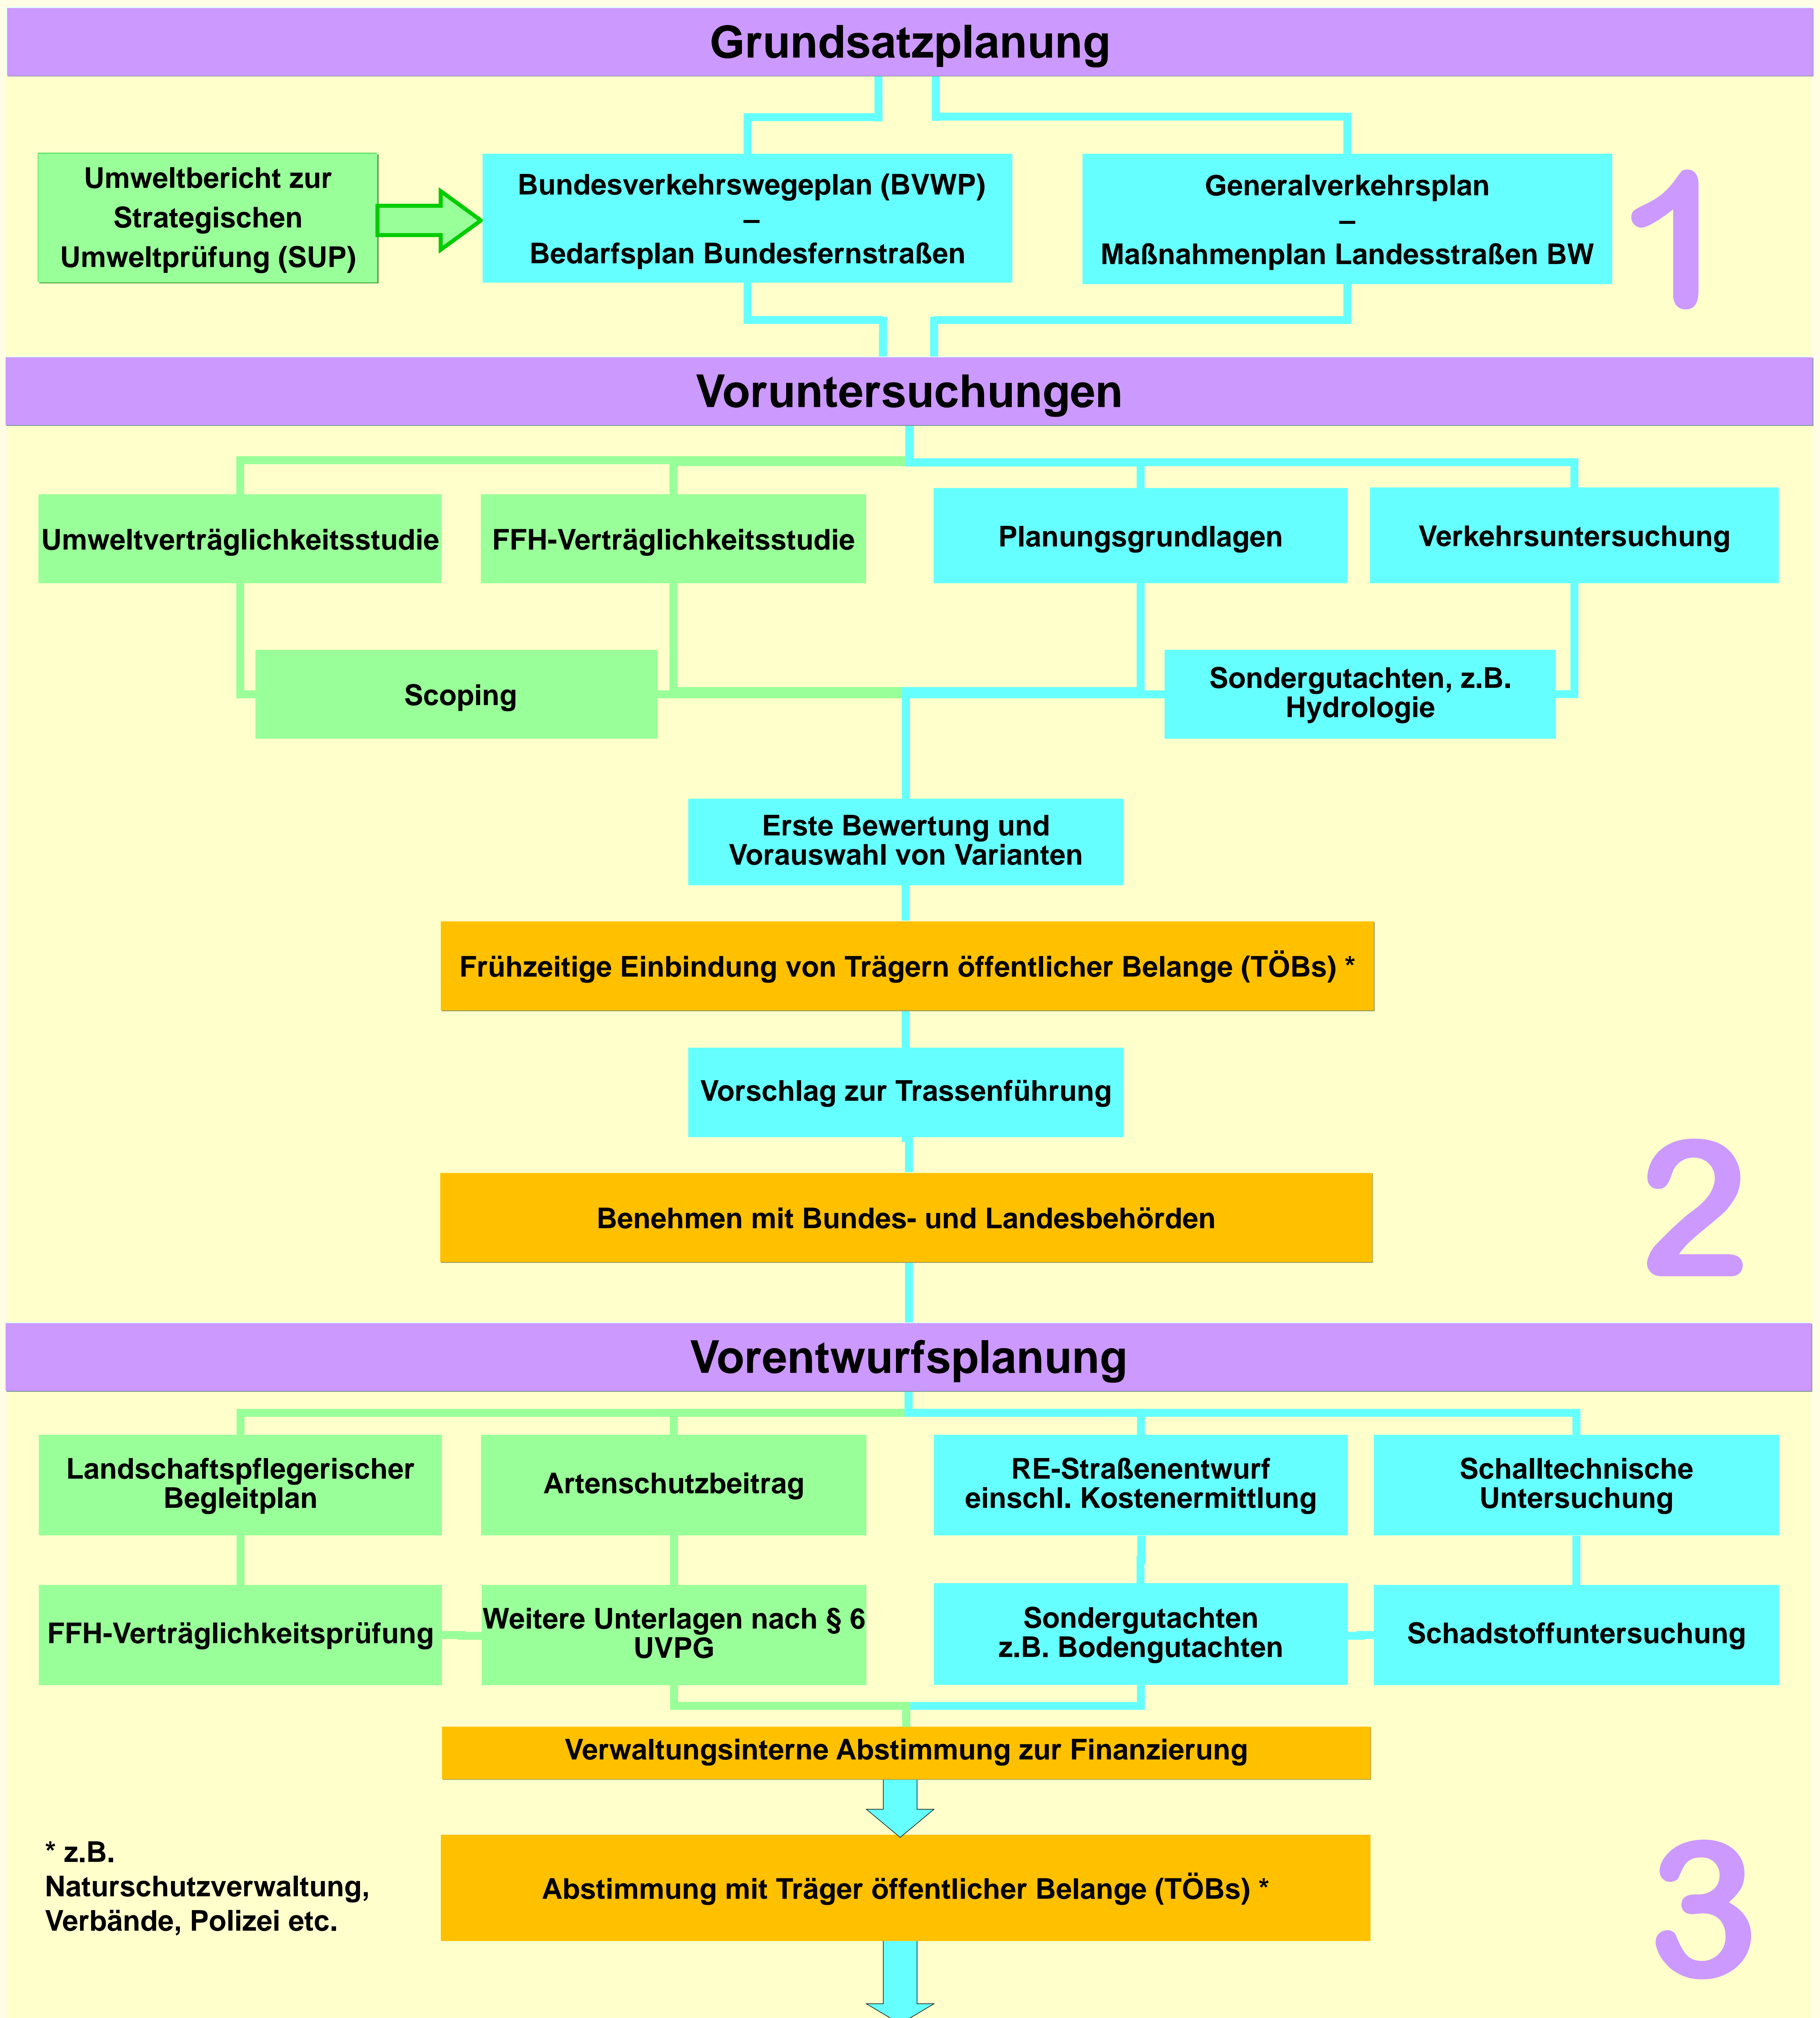 Grundsatzplanung
Umweltbericht zur
Strategischen
Umweltprüfung (SUP)
Bundesverkehrswegeplan (BVWP)
–
Bedarfsplan Bundesfernstraßen
Generalverkehrsplan
–
Maßnahmenplan Landesstraßen BW
1
Voruntersuchungen
Umweltverträglichkeitsstudie
FFH-Verträglichkeitsstudie
Planungsgrundlagen
Verkehrsuntersuchung
Scoping
Sondergutachten, z.B.
Hydrologie
Erste Bewertung und
Vorauswahl von Varianten
Frühzeitige Einbindung von Trägern öffentlicher Belange (TÖBs) *
Vorschlag zur Trassenführung
Benehmen mit Bundes- und Landesbehörden
2
Vorentwurfsplanung
Landschaftspflegerischer
Begleitplan
Artenschutzbeitrag
RE-Straßenentwurf
einschl. Kostenermittlung
Schalltechnische
Untersuchung
FFH-Verträglichkeitsprüfung
Weitere Unterlagen nach § 6
UVPG
Sondergutachten
z.B. Bodengutachten
Schadstoffuntersuchung
Verwaltungsinterne Abstimmung zur Finanzierung
* z.B.
Naturschutzverwaltung,
Verbände, Polizei etc.
Abstimmung mit Träger öffentlicher Belange (TÖBs) *
3